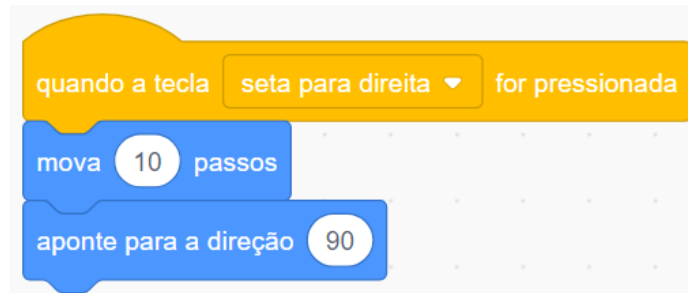 quando a tecla seta para direita for pressionada
mova 10 passos
aponte para a direção 90